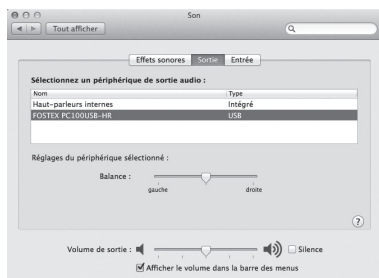 Son
Tout afficher
Effets sonores Sortie Entrée
Sélectionnez un périphérique de sortie audio :
Nom Type
Haut-parleurs internes Intégré
FOSTEX PC100USB-HR USB
Réglages du périphérique sélectionné :
Balance :
gauche droite
?
Volume de sortie : Silence
Afficher le volume dans la barre des menus